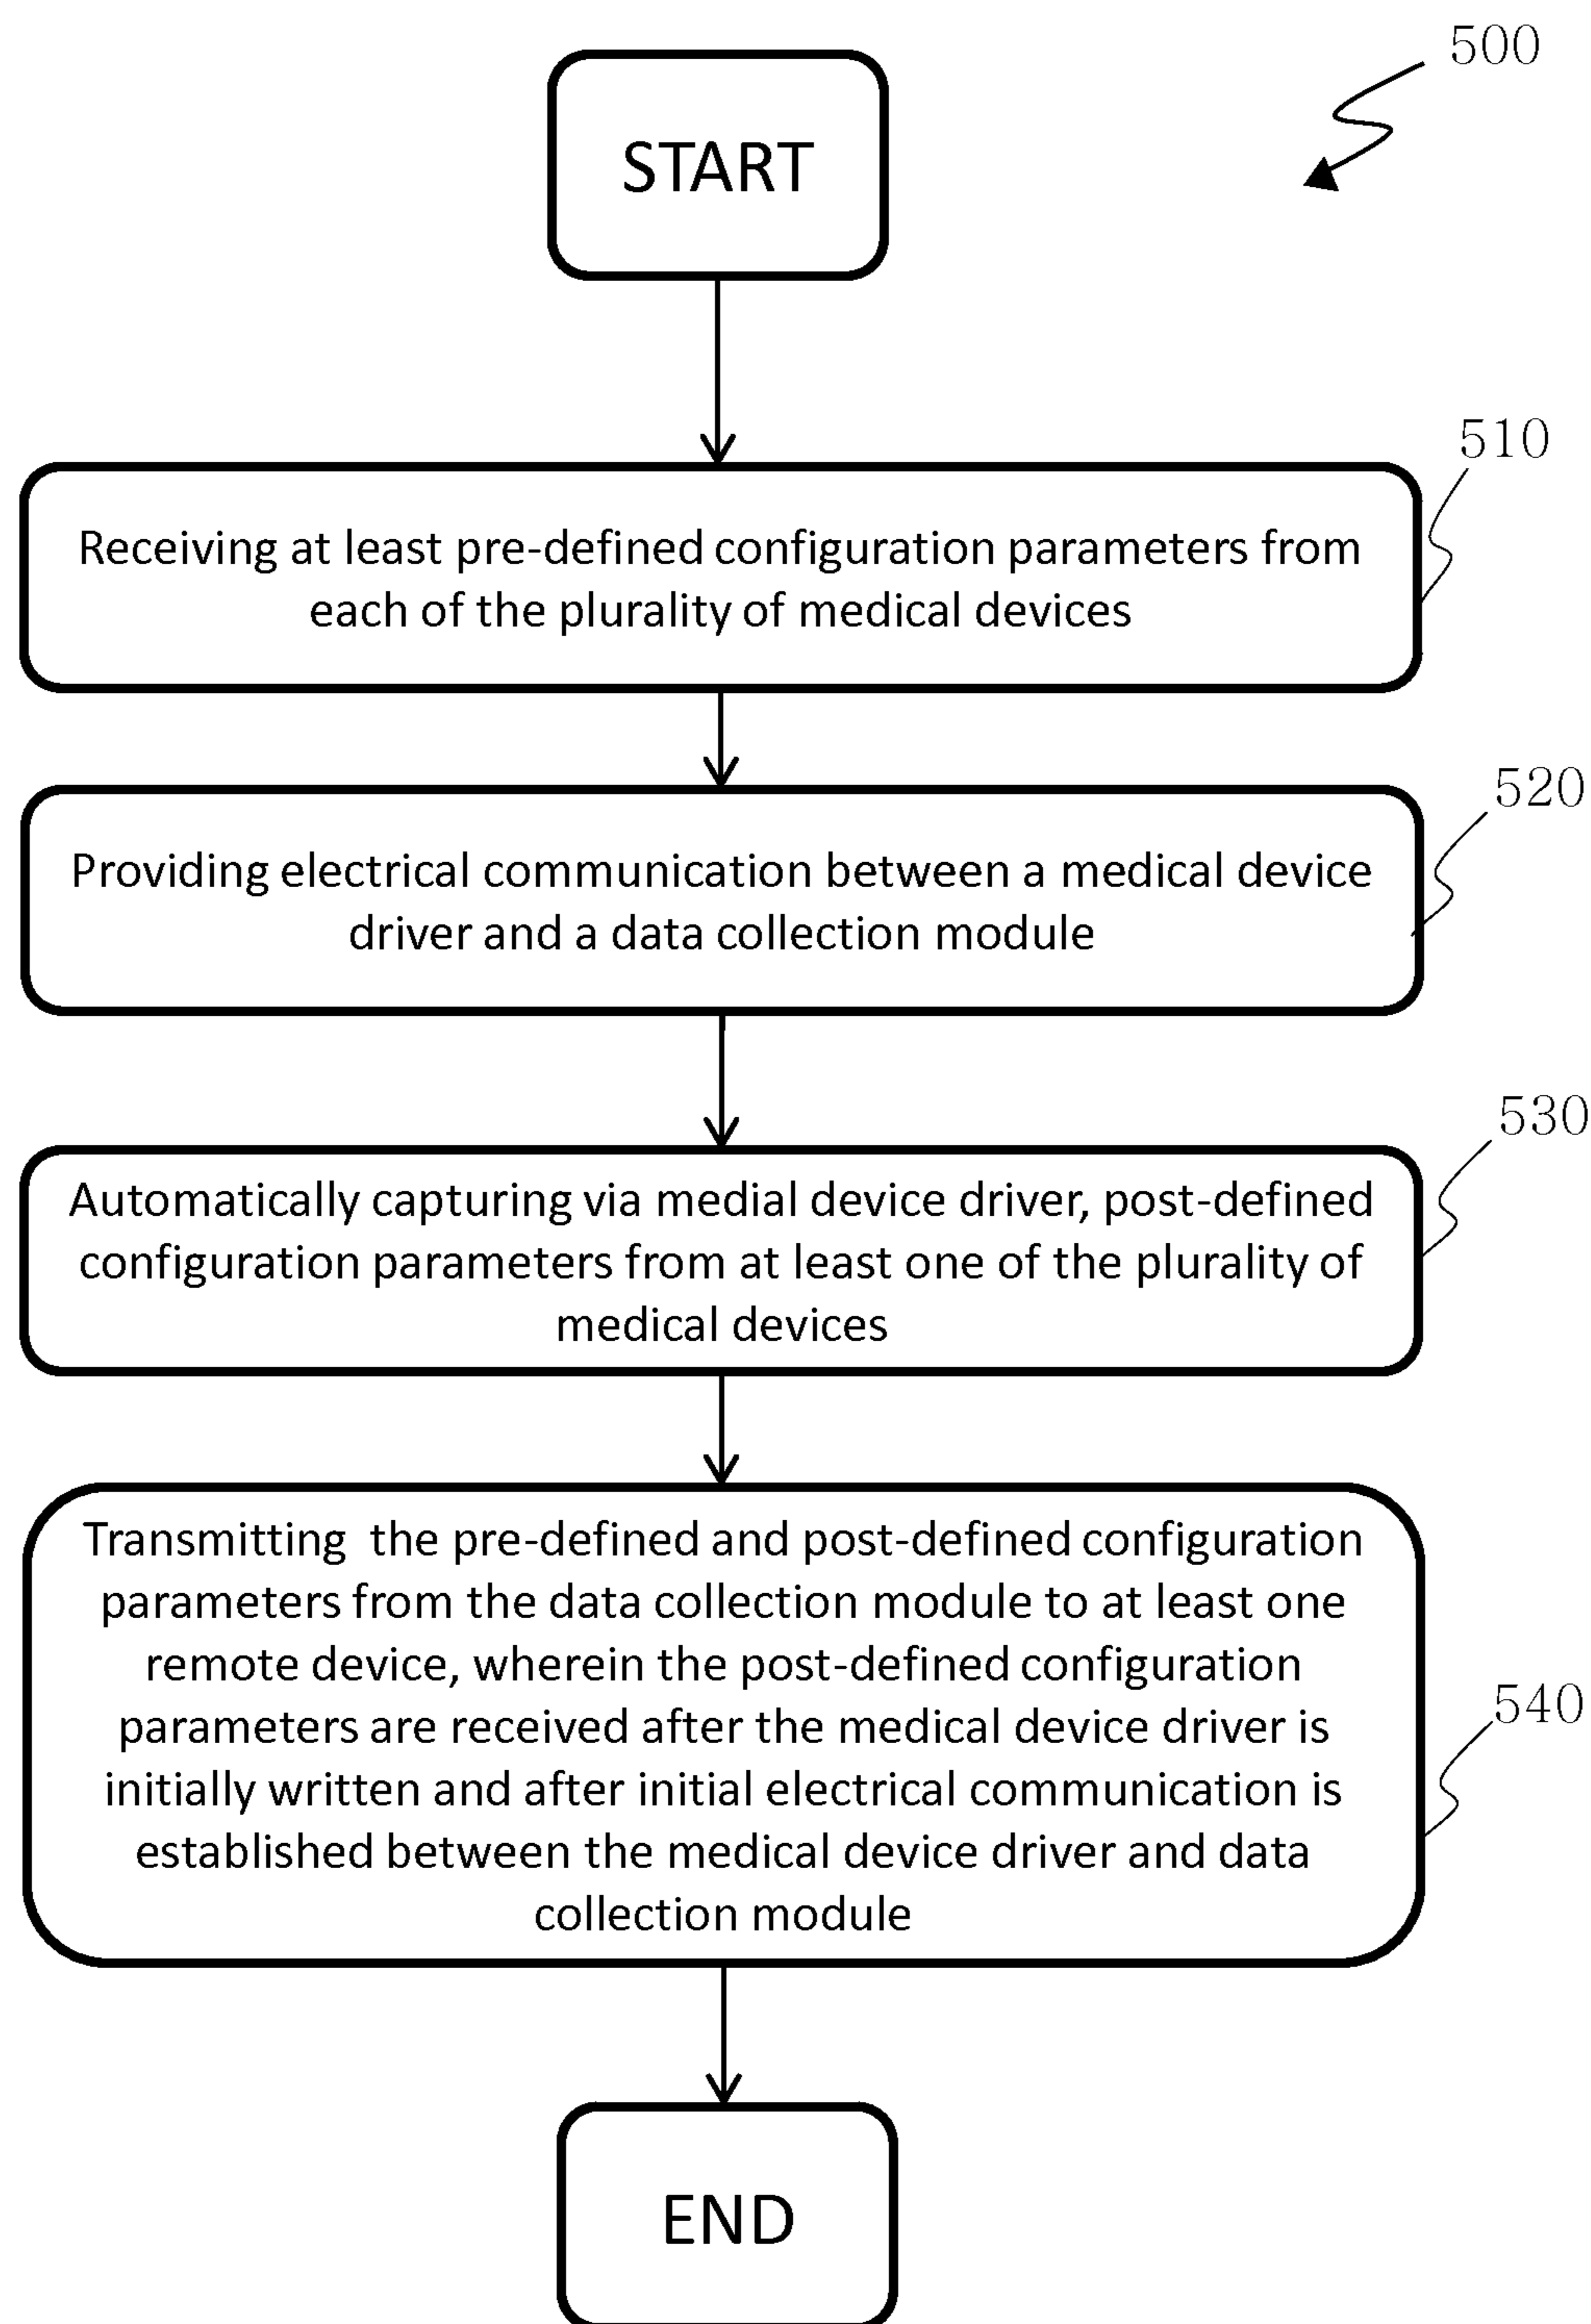 500
START
510
Receiving at least pre-defined configuration parameters from
each of the plurality of medical devices
520
Providing electrical communication between a medical device
driver and a data collection module
530
Automatically capturing via medial device driver, post-defined
configuration parameters from at least one of the plurality of
medical devices
Transmitting the pre-defined and post-defined configuration
parameters from the data collection module to at least one
remote device, wherein the post-defined configuration
parameters are received after the medical device driver is
initially written and after initial electrical communication is
established between the medical device driver and data
collection module
540
END